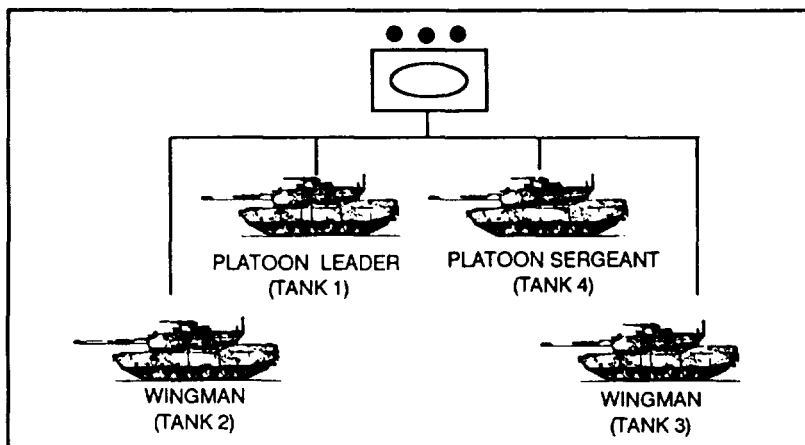 PLATOON LEADER
(TANK 1)
PLATOON SERGEANT
(TANK 4)
WINGMAN
(TANK 2)
WINGMAN
(TANK 3)